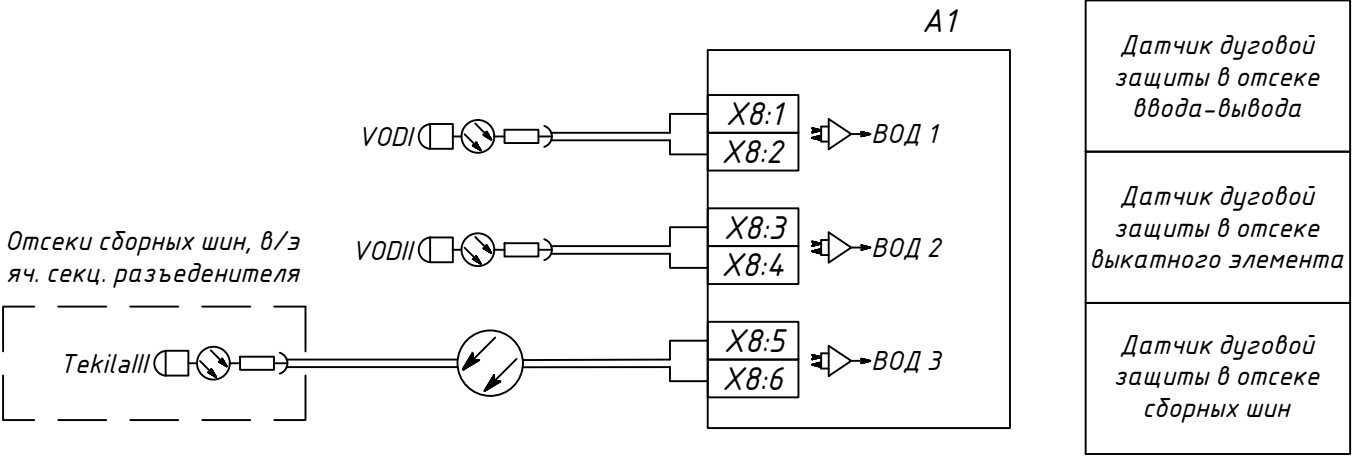 A1
Датчик дуговой
защиты в отсеке
ввода-вывода
VODI
X8:1
X8:2
ВОД 1
Датчик дуговой
защиты в отсеке
выкатного элемента
VODII
X8:3
X8:4
ВОД 2
Отсеки сборных шин, в/э
яч. секц. разъеденителя
TekilaIII
X8:5
X8:6
ВОД 3
Датчик дуговой
защиты в отсеке
сборных шин